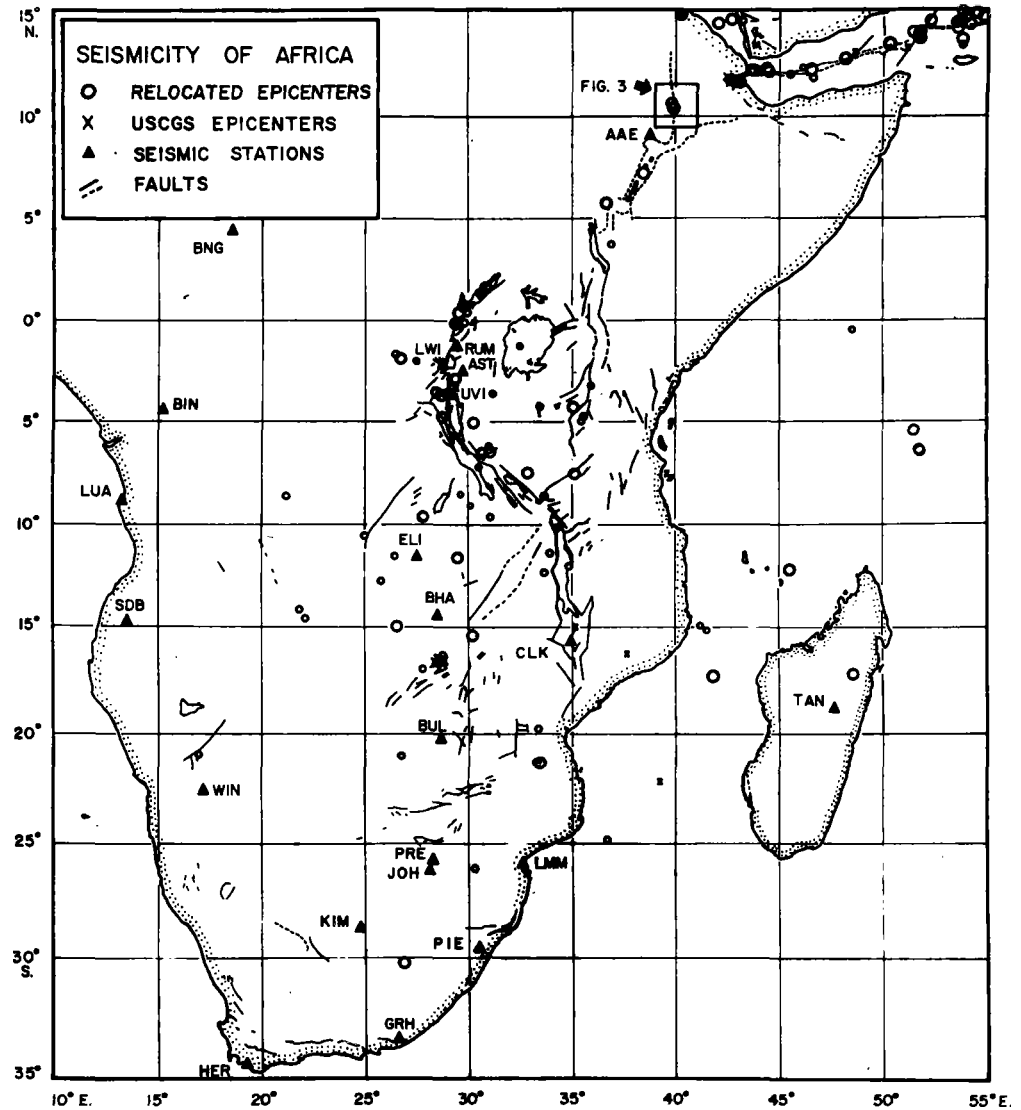 15°
N.
SEISMICITY OF AFRICA
RELOCATED EPICENTERS
USCGS EPICENTERS
SEISMIC STATIONS
FAULTS
FIG. 3
10°
AAE
5°
BNG
0°
LWI
RUM
AST
UVI
5°
BIN
LUA
10°
ELI
BHA
SDB
15°
CLK
TAN
20°
BUL
WIN
25°
PRE
JOH
LMM
KIM
PIE
30°
S.
GRH
HER
35°
10° E. 15° 20° 25° 30° 35° 40° 45° 50° 55° E.